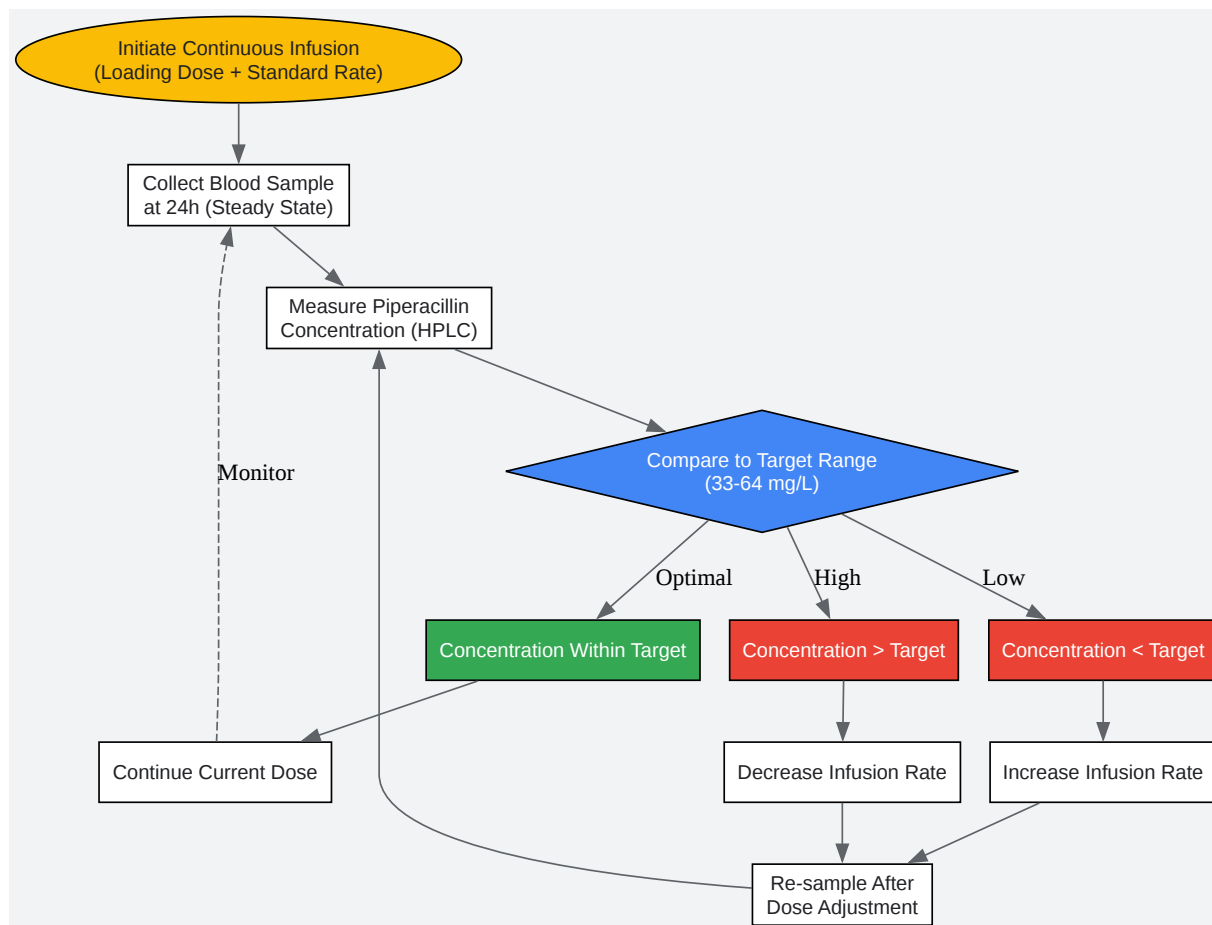 Initiate Continuous Infusion
(Loading Dose + Standard Rate)
Collect Blood Sample
at 24h (Steady State)
Measure Piperacillin
Concentration (HPLC)
Compare to Target Range
(33-64 mg/L)
Monitor
Optimal
High
Low
Concentration Within Target
Concentration > Target
Concentration < Target
Continue Current Dose
Decrease Infusion Rate
Increase Infusion Rate
Re-sample After
Dose Adjustment